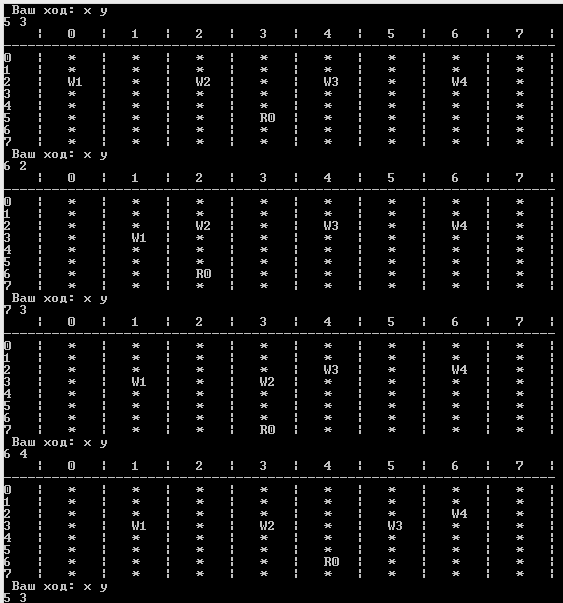 Ваш ход: x y
5 3
¦ 0 ¦ 1 ¦ 2 ¦ 3 ¦ 4 ¦ 5 ¦ 6 ¦ 7 ¦
0 ¦ * ¦ * ¦ * ¦ * ¦ * ¦ * ¦ * ¦ * ¦
1 ¦ * ¦ * ¦ * ¦ * ¦ * ¦ * ¦ * ¦ * ¦
2 ¦ W1 ¦ * ¦ W2 ¦ * ¦ W3 ¦ * ¦ W4 ¦ * ¦
3 ¦ * ¦ * ¦ * ¦ * ¦ * ¦ * ¦ * ¦ * ¦
4 ¦ * ¦ * ¦ * ¦ * ¦ * ¦ * ¦ * ¦ * ¦
5 ¦ * ¦ * ¦ * ¦ R0 ¦ * ¦ * ¦ * ¦ * ¦
6 ¦ * ¦ * ¦ * ¦ * ¦ * ¦ * ¦ * ¦ * ¦
7 ¦ * ¦ * ¦ * ¦ * ¦ * ¦ * ¦ * ¦ * ¦
Ваш ход: x y
6 2
¦ 0 ¦ 1 ¦ 2 ¦ 3 ¦ 4 ¦ 5 ¦ 6 ¦ 7 ¦
0 ¦ * ¦ * ¦ * ¦ * ¦ * ¦ * ¦ * ¦ * ¦
1 ¦ * ¦ * ¦ * ¦ * ¦ * ¦ * ¦ * ¦ * ¦
2 ¦ * ¦ * ¦ W2 ¦ * ¦ W3 ¦ * ¦ W4 ¦ * ¦
3 ¦ * ¦ W1 ¦ * ¦ * ¦ * ¦ * ¦ * ¦ * ¦
4 ¦ * ¦ * ¦ * ¦ * ¦ * ¦ * ¦ * ¦ * ¦
5 ¦ * ¦ * ¦ * ¦ * ¦ * ¦ * ¦ * ¦ * ¦
6 ¦ * ¦ * ¦ R0 ¦ * ¦ * ¦ * ¦ * ¦ * ¦
7 ¦ * ¦ * ¦ * ¦ * ¦ * ¦ * ¦ * ¦ * ¦
Ваш ход: x y
7 3
¦ 0 ¦ 1 ¦ 2 ¦ 3 ¦ 4 ¦ 5 ¦ 6 ¦ 7 ¦
0 ¦ * ¦ * ¦ * ¦ * ¦ * ¦ * ¦ * ¦ * ¦
1 ¦ * ¦ * ¦ * ¦ * ¦ * ¦ * ¦ * ¦ * ¦
2 ¦ * ¦ * ¦ * ¦ * ¦ W3 ¦ * ¦ W4 ¦ * ¦
3 ¦ * ¦ W1 ¦ * ¦ W2 ¦ * ¦ * ¦ * ¦ * ¦
4 ¦ * ¦ * ¦ * ¦ * ¦ * ¦ * ¦ * ¦ * ¦
5 ¦ * ¦ * ¦ * ¦ * ¦ * ¦ * ¦ * ¦ * ¦
6 ¦ * ¦ * ¦ * ¦ * ¦ * ¦ * ¦ * ¦ * ¦
7 ¦ * ¦ * ¦ * ¦ R0 ¦ * ¦ * ¦ * ¦ * ¦
Ваш ход: x y
6 4
¦ 0 ¦ 1 ¦ 2 ¦ 3 ¦ 4 ¦ 5 ¦ 6 ¦ 7 ¦
0 ¦ * ¦ * ¦ * ¦ * ¦ * ¦ * ¦ * ¦ * ¦
1 ¦ * ¦ * ¦ * ¦ * ¦ * ¦ * ¦ * ¦ * ¦
2 ¦ * ¦ * ¦ * ¦ * ¦ * ¦ * ¦ W4 ¦ * ¦
3 ¦ * ¦ W1 ¦ * ¦ W2 ¦ * ¦ W3 ¦ * ¦ * ¦
4 ¦ * ¦ * ¦ * ¦ * ¦ * ¦ * ¦ * ¦ * ¦
5 ¦ * ¦ * ¦ * ¦ * ¦ * ¦ * ¦ * ¦ * ¦
6 ¦ * ¦ * ¦ * ¦ * ¦ R0 ¦ * ¦ * ¦ * ¦
7 ¦ * ¦ * ¦ * ¦ * ¦ * ¦ * ¦ * ¦ * ¦
Ваш ход: x y
5 3